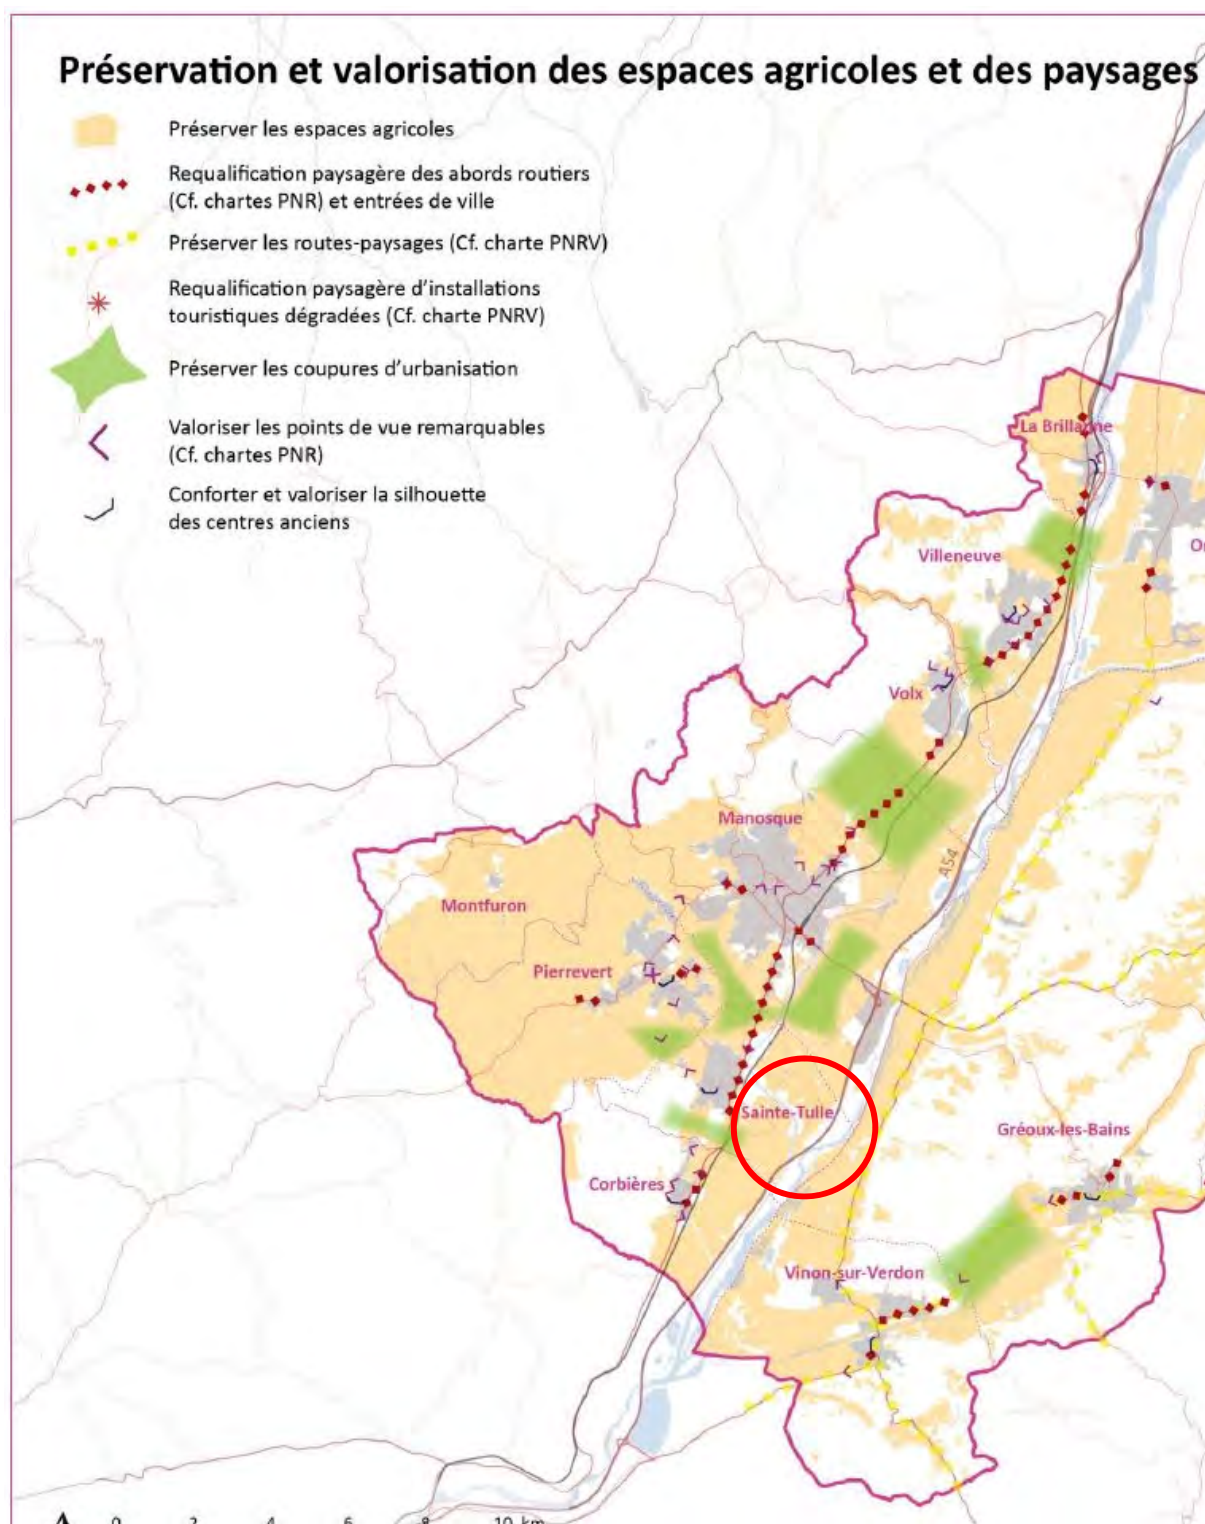 Préservation et valorisation des espaces agricoles et des paysages
Préserver les espaces agricoles
Requalification paysagère des abords routiers
(Cf. chartes PNR) et entrées de ville
Préserver les routes-paysages (Cf. charte PNRV)
Requalification paysagère d'installations
touristiques dégradées (Cf. charte PNRV)
Préserver les coupures d'urbanisation
Valoriser les points de vue remarquables
(Cf. chartes PNR)
Conforter et valoriser la silhouette
des centres anciens
La Brillanne
Villeneuve
Volx
Manosque
A54
Montfuron
Pierrevert
Sainte-Tulle
Gréoux-les-Bains
Corbières
Vinon-sur-Verdon
0 2 4 6 8 10 km